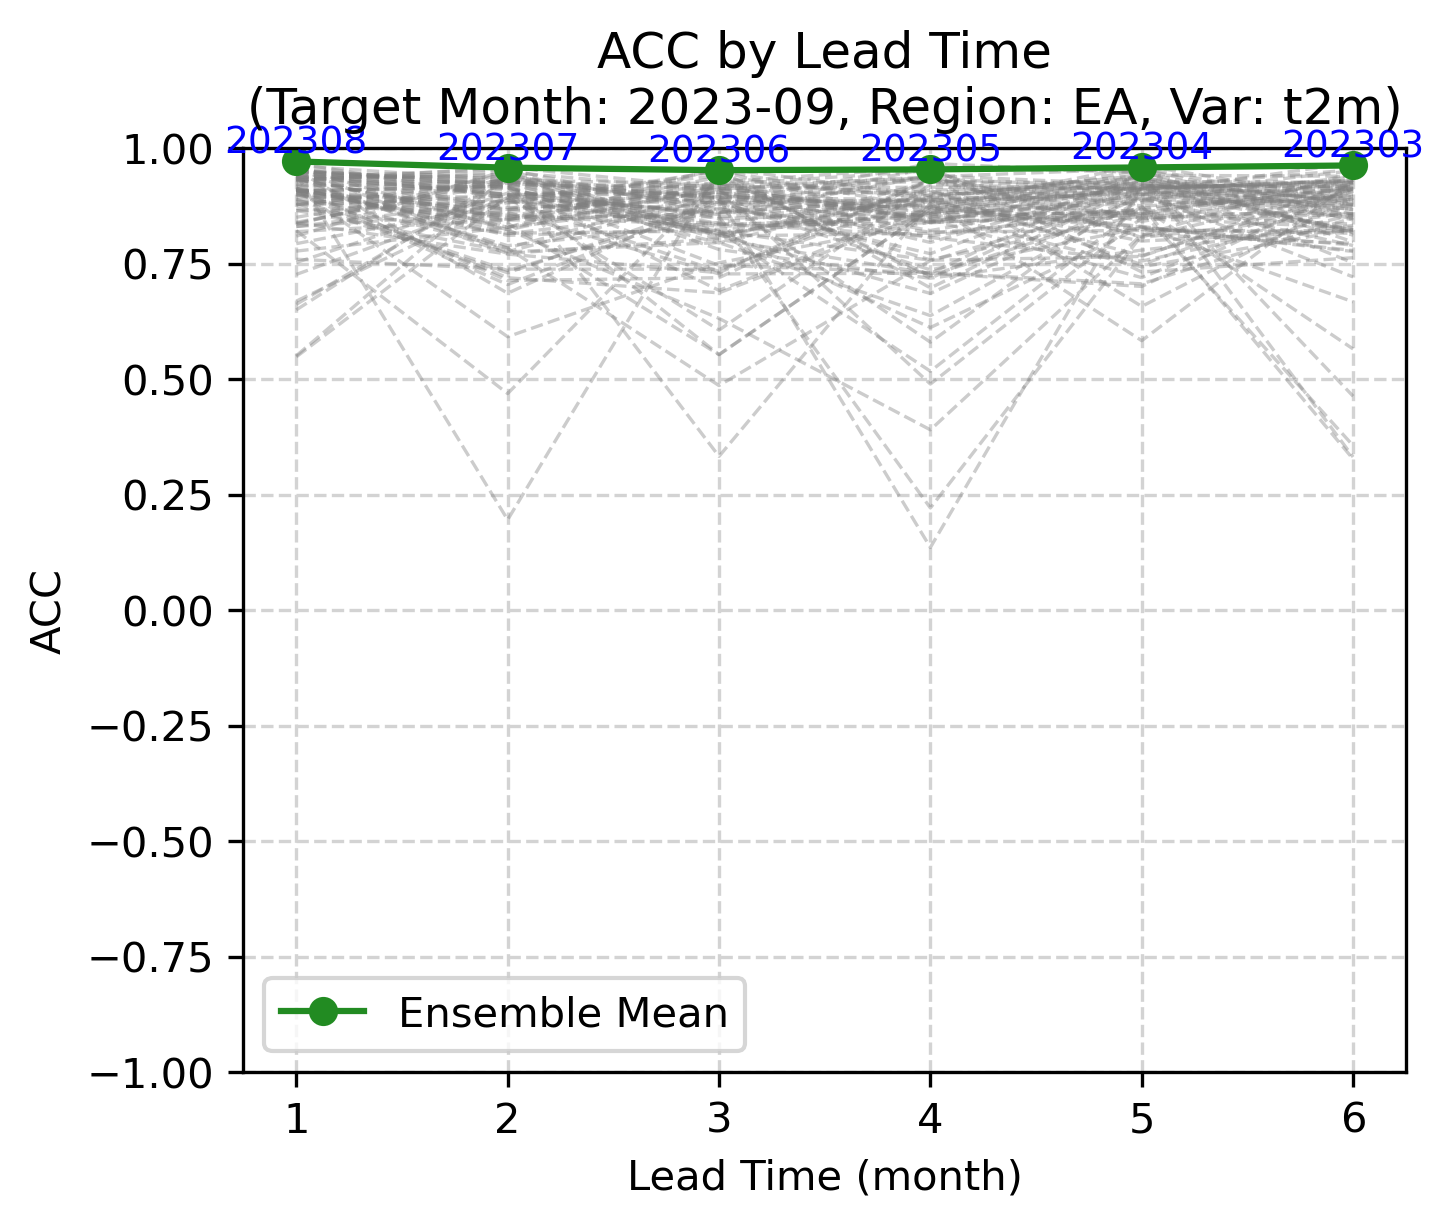 ACC by Lead Time
(Target Month: 2023-09, Region: EA, Var: t2m)
202308 202307 202306 202305 202304 202303
1.00
0.75
0.50
0.25
0.00
−0.25
−0.50
−0.75
−1.00
ACC
Ensemble Mean
1 2 3 4 5 6
Lead Time (month)